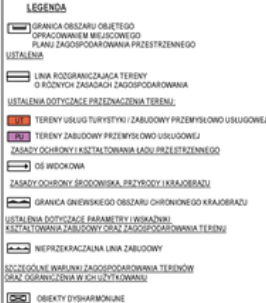 LEGENDA
GRANICA OBSZARU OBJĘTEGO
OPRACOWANIEM MIEJSCOWEGO
PLANU ZAGOSPODAROWANIA PRZESTRZENNEGO
USTALENIA
LINIA ROZGRANICZAJĄCA TERENY
O RÓŻNYCH ZASADACH ZAGOSPODAROWANIA
USTALENIA DOTYCZĄCE PRZEZNACZENIA TERENU:
UT TERENY USŁUG TURYSTYKI / ZABUDOWY PRZEMYSŁOWO USŁUGOWEJ
PU TERENY ZABUDOWY PRZEMYSŁOWO USŁUGOWEJ
ZASADY OCHRONY I KSZTAŁTOWANIA ŁADU PRZESTRZENNEGO
OŚ WIDOKOWA
ZASADY OCHRONY ŚRODOWISKA, PRZYRODY I KRAJOBRAZU
GRANICA GNIEWSKIEGO OBSZARU CHRONIONEGO KRAJOBRAZU
USTALENIA DOTYCZĄCE PARAMETRY I WSKAŹNIKI
KSZTAŁTOWANIA ZABUDOWY ORAZ ZAGOSPODAROWANIA TERENU
NIEPRZEKRACZALNA LINIA ZABUDOWY
SZCZEGÓLNE WARUNKI ZAGOSPODAROWANIA TERENÓW
ORAZ OGRANICZENIA W ICH UŻYTKOWANIU
OBIEKTY DYSHARMONIJNE